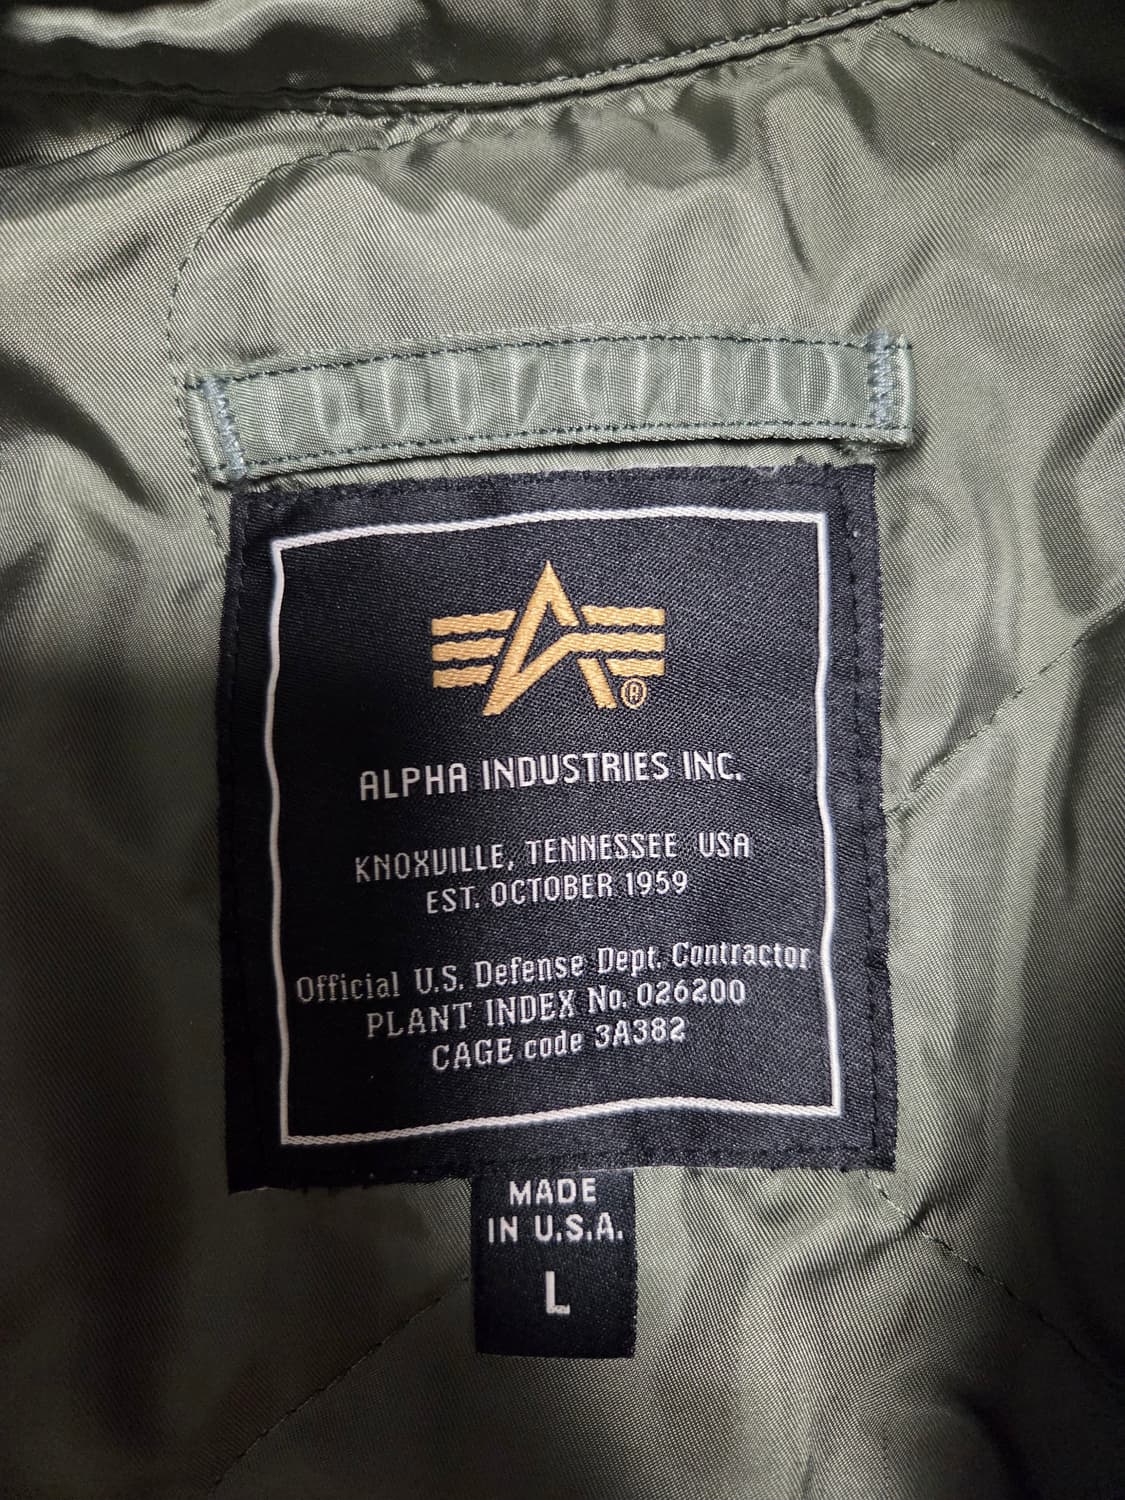 ®
ALPHA INDUSTRIES INC.
KNOXVILLE, TENNESSEE USA
EST. OCTOBER 1959
Official U.S. Defense Dept. Contractor
PLANT INDEX No. 026200
CAGE code 3A382
MADE
IN U.S.A.
L